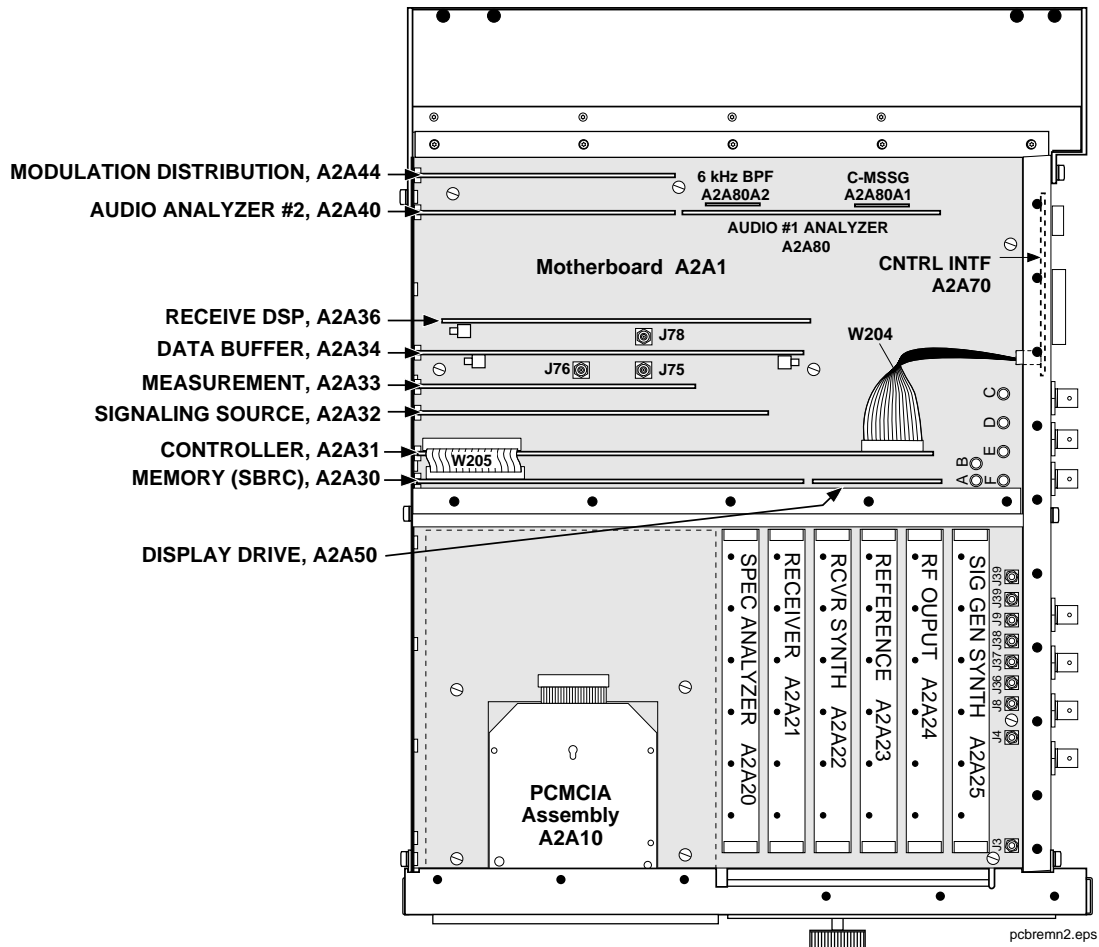 MODULATION DISTRIBUTION, A2A44
AUDIO ANALYZER #2, A2A40
6 kHz BPF
A2A80A2
C-MSSG
A2A80A1
AUDIO #1 ANALYZER
A2A80
Motherboard A2A1
CNTRL INTF
A2A70
RECEIVE DSP, A2A36
J78
W204
DATA BUFFER, A2A34
J76
J75
MEASUREMENT, A2A33
SIGNALING SOURCE, A2A32
CONTROLLER, A2A31
W205
MEMORY (SBRC), A2A30
C
D
E
B
A
F
DISPLAY DRIVE, A2A50
SPEC ANALYZER A2A20
RECEIVER A2A21
RCVR SYNTH A2A22
REFERENCE A2A23
RF OUPUT A2A24
SIG GEN SYNTH A2A25
J39
J39
J9
J38
J37
J36
J8
J4
J3
PCMCIA
Assembly
A2A10
pcbremn2.eps